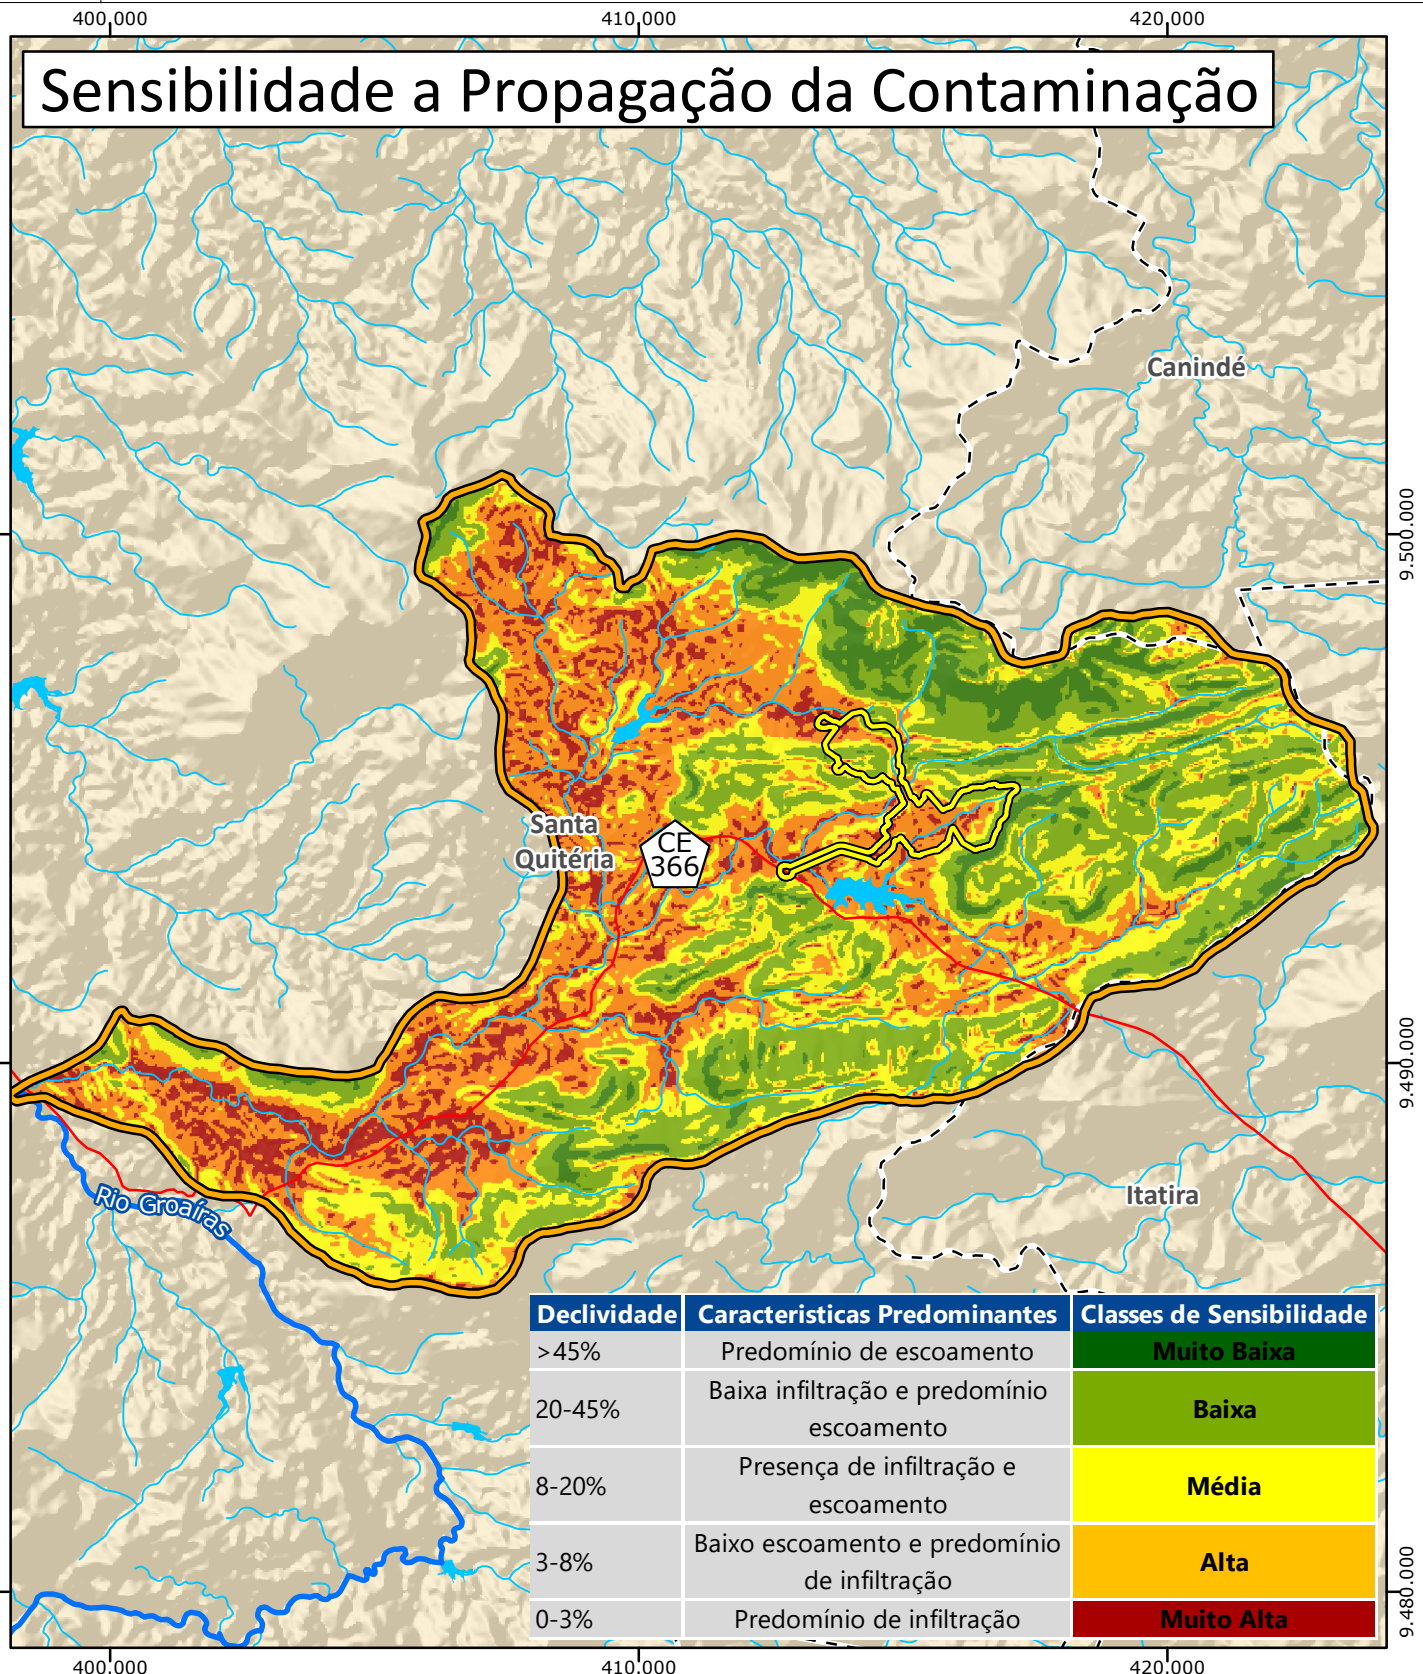 400.000
410.000
420.000
Sensibilidade a Propagação da Contaminação
Canindé
9.500.000
Santa
Quitéria
CE
366
9.490.000
Itatira
Rio Groaíras
Declividade Caracteristicas Predominantes Classes de Sensibilidade
>45% Predomínio de escoamento Muito Baixa
20-45% Baixa infiltração e predomínio
escoamento Baixa
8-20% Presença de infiltração e
escoamento Média
3-8% Baixo escoamento e predomínio
de infiltração Alta
0-3% Predomínio de infiltração Muito Alta
9.480.000
400.000
410.000
420.000